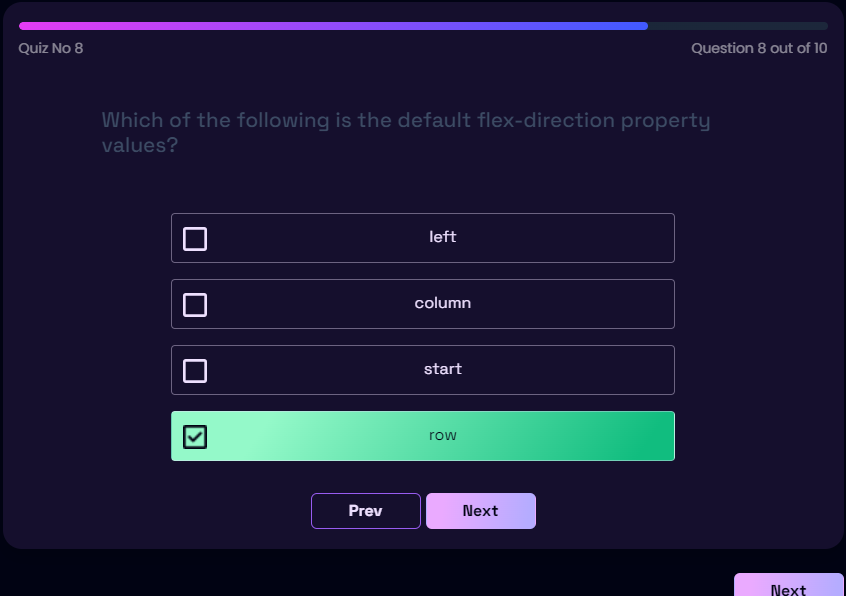 Quiz No 8
Question 8 out of 10
Which of the following is the default flex-direction property
values?
left
column
start
row
Prev
Next
Next